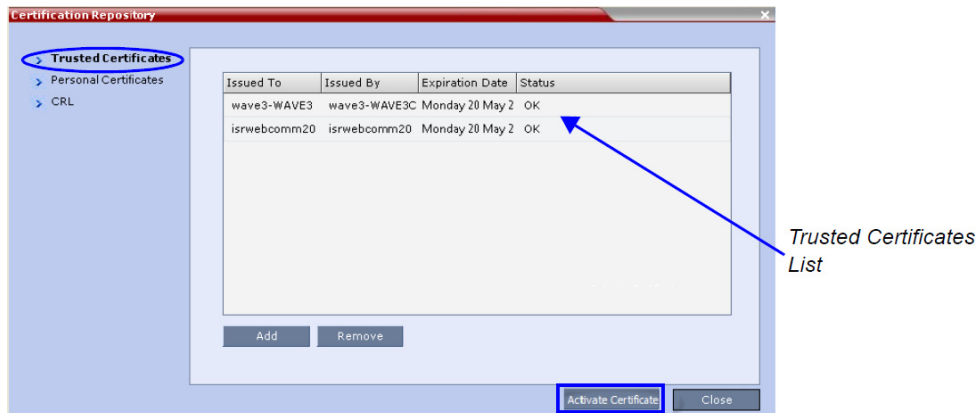 Certification Repository
Trusted Certificates
Personal Certificates
CRL
Issued To Issued By Expiration Date Status
wave3-WAVE3 wave3-WAVE3C Monday 20 May 2 OK
isrwebcomm20 isrwebcomm20 Monday 20 May 2 OK
Trusted Certificates
List
Add Remove
Activate Certificate Close